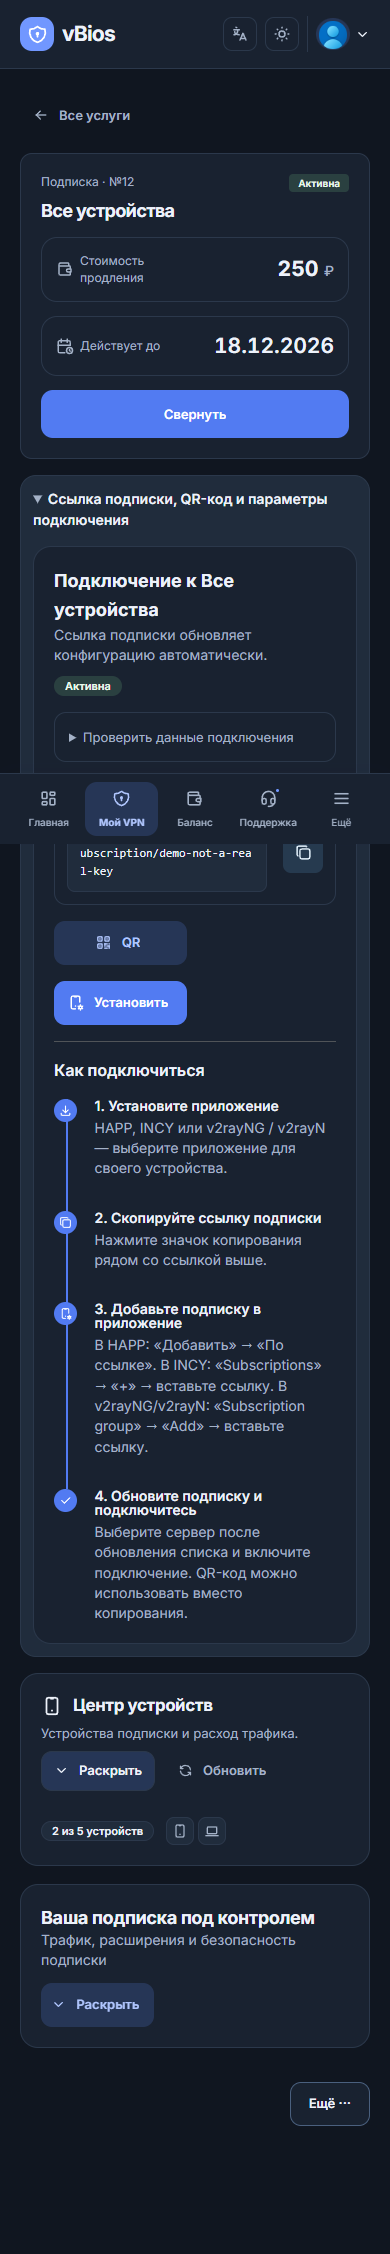 vBios
Все услуги
Подписка · №12
Активна
Все устройства
Стоимость
продления
250 ₽
Действует до
18.12.2026
Свернуть
▼ Ссылка подписки, QR-код и параметры
подключения
Подключение к Все
устройства
Ссылка подписки обновляет
конфигурацию автоматически.
Активна
▶ Проверить данные подключения
Главная
Мой VPN
Баланс
Поддержка
Ещё
ubscription/demo-not-a-rea
l-key
QR
Установить
Как подключиться
1. Установите приложение
HAPP, INCY или v2rayNG / v2rayN
— выберите приложение для
своего устройства.
2. Скопируйте ссылку подписки
Нажмите значок копирования
рядом со ссылкой выше.
3. Добавьте подписку в
приложение
В HAPP: «Добавить» → «По
ссылке». В INCY: «Subscriptions»
→ «+» → вставьте ссылку. В
v2rayNG/v2rayN: «Subscription
group» → «Add» → вставьте
ссылку.
4. Обновите подписку и
подключитесь
Выберите сервер после
обновления списка и включите
подключение. QR-код можно
использовать вместо
копирования.
Центр устройств
Устройства подписки и расход трафика.
Раскрыть
Обновить
2 из 5 устройств
Ваша подписка под контролем
Трафик, расширения и безопасность
подписки
Раскрыть
Ещё ···